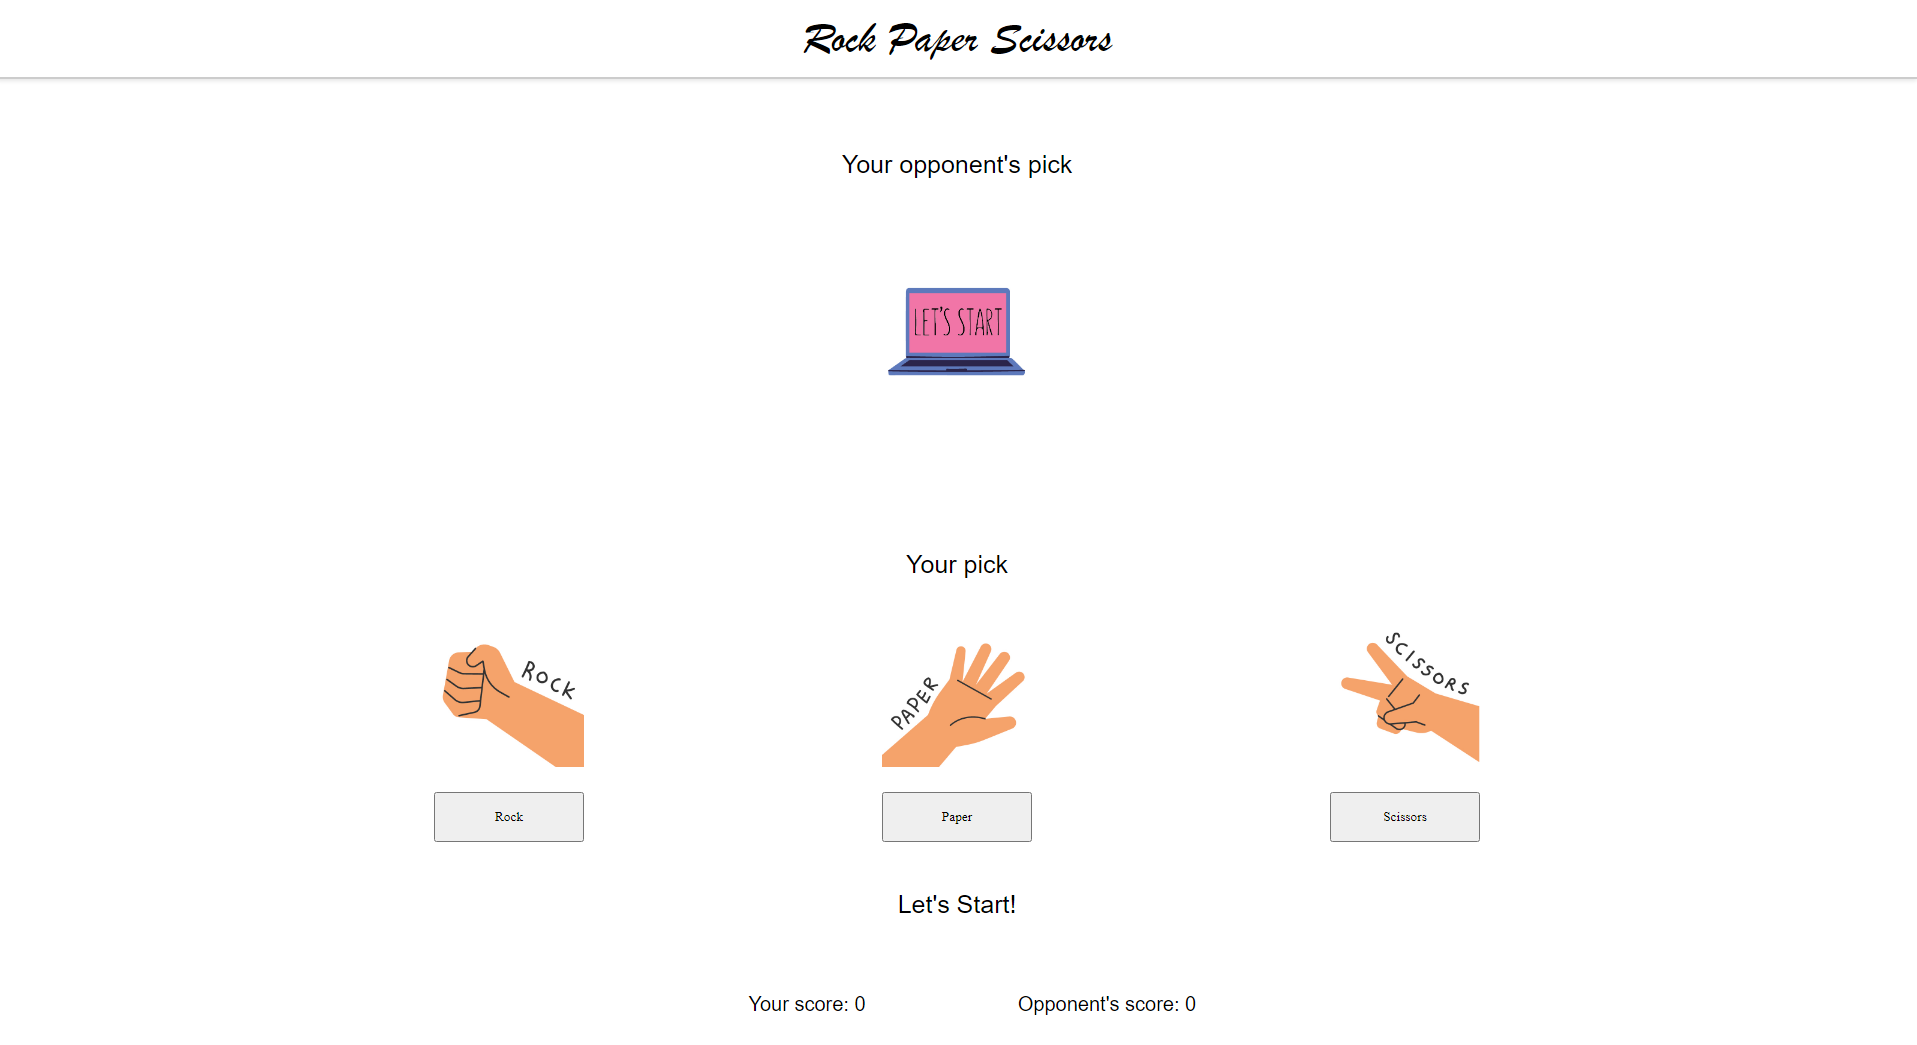 Rock Paper Scissors
Your opponent's pick
LET'S START
Your pick
ROCK
PAPER
SCISSORS
Rock
Paper
Scissors
Let's Start!
Your score: 0
Opponent's score: 0